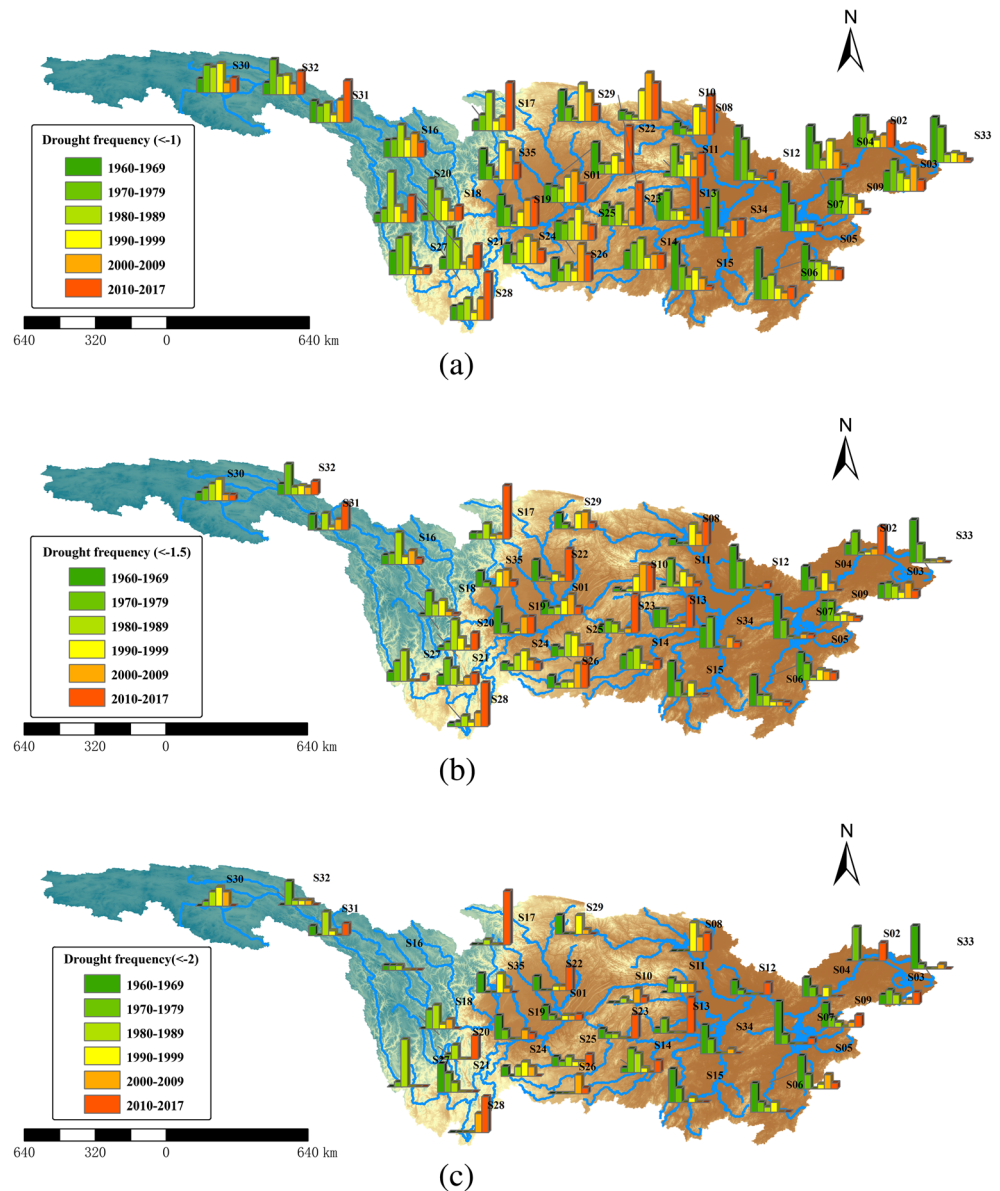 N
S30
S32
S31
S16
S17
S29
S10
S08
S22
S02
S04
S33
S12
S35
S01
S11
S03
S09
S20
S18
S19
S25
S23
S13
S34
S07
S05
S27
S21
S24
S26
S14
S15
S06
S28
Drought frequency (<-1)
1960-1969
1970-1979
1980-1989
1990-1999
2000-2009
2010-2017
640 320 0 640 km
(a)
N
S30
S32
S31
S16
S17
S29
S08
S02
S33
S22
S12
S04
S35
S10
S11
S03
S09
S18
S01
S19
S23
S13
S07
S20
S25
S34
S05
S27
S21
S24
S14
S26
S15
S06
S28
Drought frequency (<-1.5)
1960-1969
1970-1979
1980-1989
1990-1999
2000-2009
2010-2017
640 320 0 640 km
(b)
N
S30
S32
S31
S17
S29
S08
S02
S33
S16
S22
S11
S04
S35
S10
S12
S03
S01
S09
S18
S19
S23
S13
S07
S20
S25
S34
S24
S14
S05
S27
S21
S26
S15
S06
S28
Drought frequency(<-2)
1960-1969
1970-1979
1980-1989
1990-1999
2000-2009
2010-2017
640 320 0 640 km
(c)